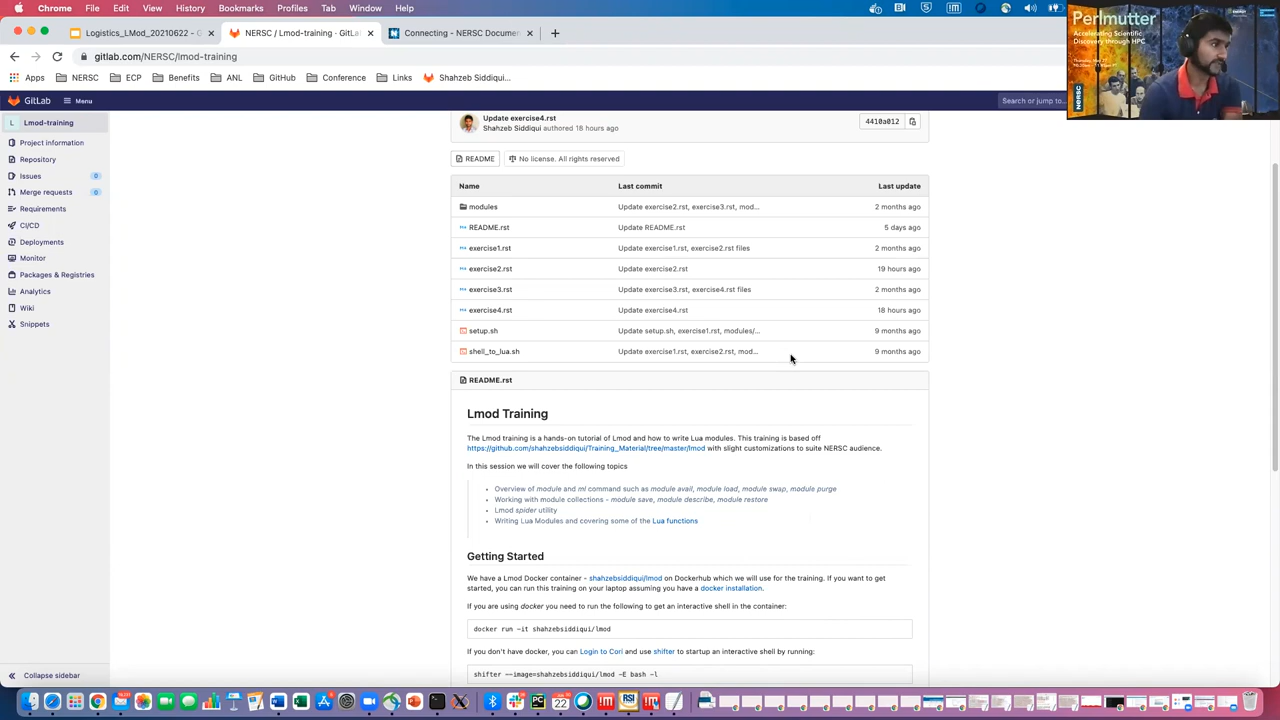 Chrome File Edit View History Bookmarks Profiles Tab Window Help
Logistics_LMod_20210622 - G
NERSC / Lmod-training · GitLab
Connecting - NERSC Documen
gitlab.com/NERSC/lmod-training
Apps NERSC ECP Benefits ANL GitHub Conference Shahzeb Siddiqui...
Perlmutter
Accelerating Scientific
Discovery through HPC
NERSC
GitLab Menu
Search or jump to...
Lmod-training
Project information
Repository
Issues 0
Merge requests 0
Requirements
CI/CD
Deployments
Monitor
Packages & Registries
Analytics
Wiki
Snippets
Collapse sidebar
Update exercise4.rst
Shahzeb Siddiqui authored 18 hours ago
4410a012
README
No license. All rights reserved
Name Last commit Last update
modules Update exercise2.rst, exercise3.rst, mod... 2 months ago
README.rst Update README.rst 5 days ago
exercise1.rst Update exercise1.rst, exercise2.rst files 2 months ago
exercise2.rst Update exercise2.rst 19 hours ago
exercise3.rst Update exercise3.rst, exercise4.rst files 2 months ago
exercise4.rst Update exercise4.rst 18 hours ago
setup.sh Update setup.sh, exercise1.rst, modules/... 9 months ago
shell_to_lua.sh Update exercise1.rst, exercise2.rst, mod... 9 months ago
README.rst
Lmod Training
The Lmod training is a hands-on tutorial of Lmod and how to write Lua modules. This training is based off
https://github.com/shahzebsiddiqui/Training_Material/tree/master/lmod with slight customizations to suite NERSC audience.
In this session we will cover the following topics
• Overview of module and ml command such as module avail, module load, module swap, module purge
• Working with module collections - module save, module describe, module restore
• Lmod spider utility
• Writing Lua Modules and covering some of the Lua functions
Getting Started
We have a Lmod Docker container - shahzebsiddiqui/lmod on Dockerhub which we will use for the training. If you want to get
started, you can run this training on your laptop assuming you have a docker installation.
If you are using docker you need to run the following to get an interactive shell in the container:
docker run -it shahzebsiddiqui/lmod
If you don't have docker, you can Login to Cori and use shifter to startup an interactive shell by running:
shifter --image=shahzebsiddiqui/lmod -E bash -l